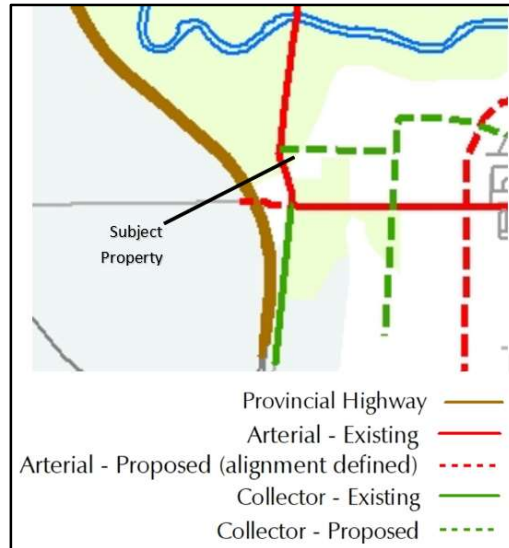 Subject
Property
Provincial Highway
Arterial - Existing
Arterial - Proposed (alignment defined)
Collector - Existing
Collector - Proposed